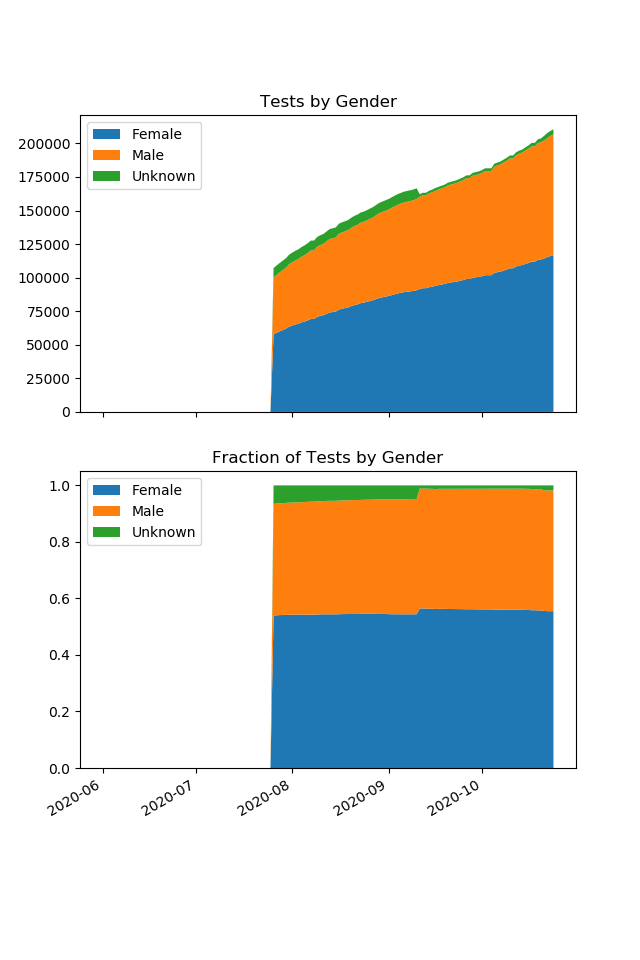 Tests by Gender
Female
Male
Unknown
200000
175000
150000
125000
100000
75000
50000
25000
0
Fraction of Tests by Gender
Female
Male
Unknown
1.0
0.8
0.6
0.4
0.2
0.0
2020-06 2020-07 2020-08 2020-09 2020-10